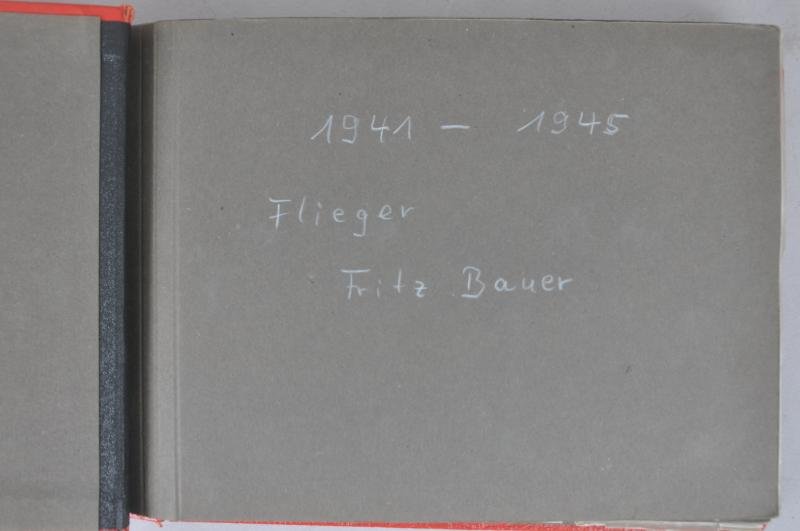 1941 – 1945
Flieger
Fritz Bauer